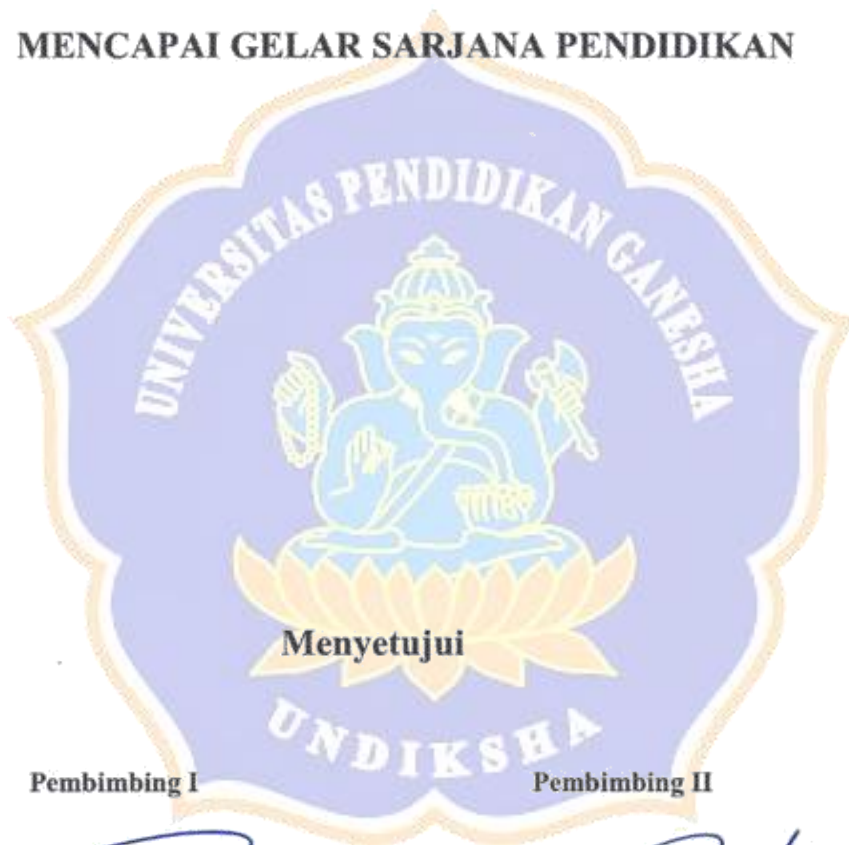 MENCAPAI GELAR SARJANA PENDIDIKAN
UNIVERSITAS PENDIDIKAN GANESHA
Menyetujui
UNDIKSHA
Pembimbing I Pembimbing II